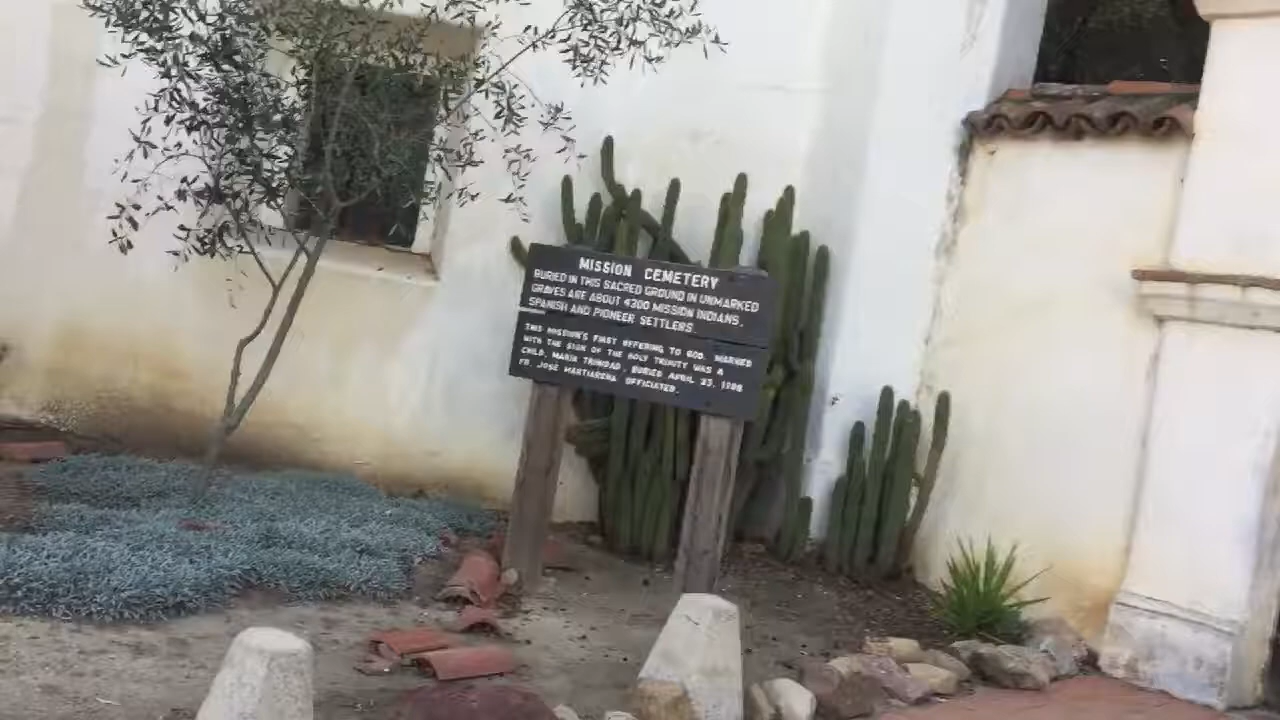 MISSION CEMETERY
BURIED IN THIS SACRED GROUND IN UNMARKED
GRAVES ARE ABOUT 4300 MISSION INDIANS,
SPANISH AND PIONEER SETTLERS
THIS MISSION'S FIRST OFFERING TO GOD, MARKED
WITH THE SIGN OF THE HOLY TRINITY WAS A
CHILD, MARIA TRINIDAD, BURIED APRIL 23, 1798
FR. JOSE MARTIARENA OFFICIATED.